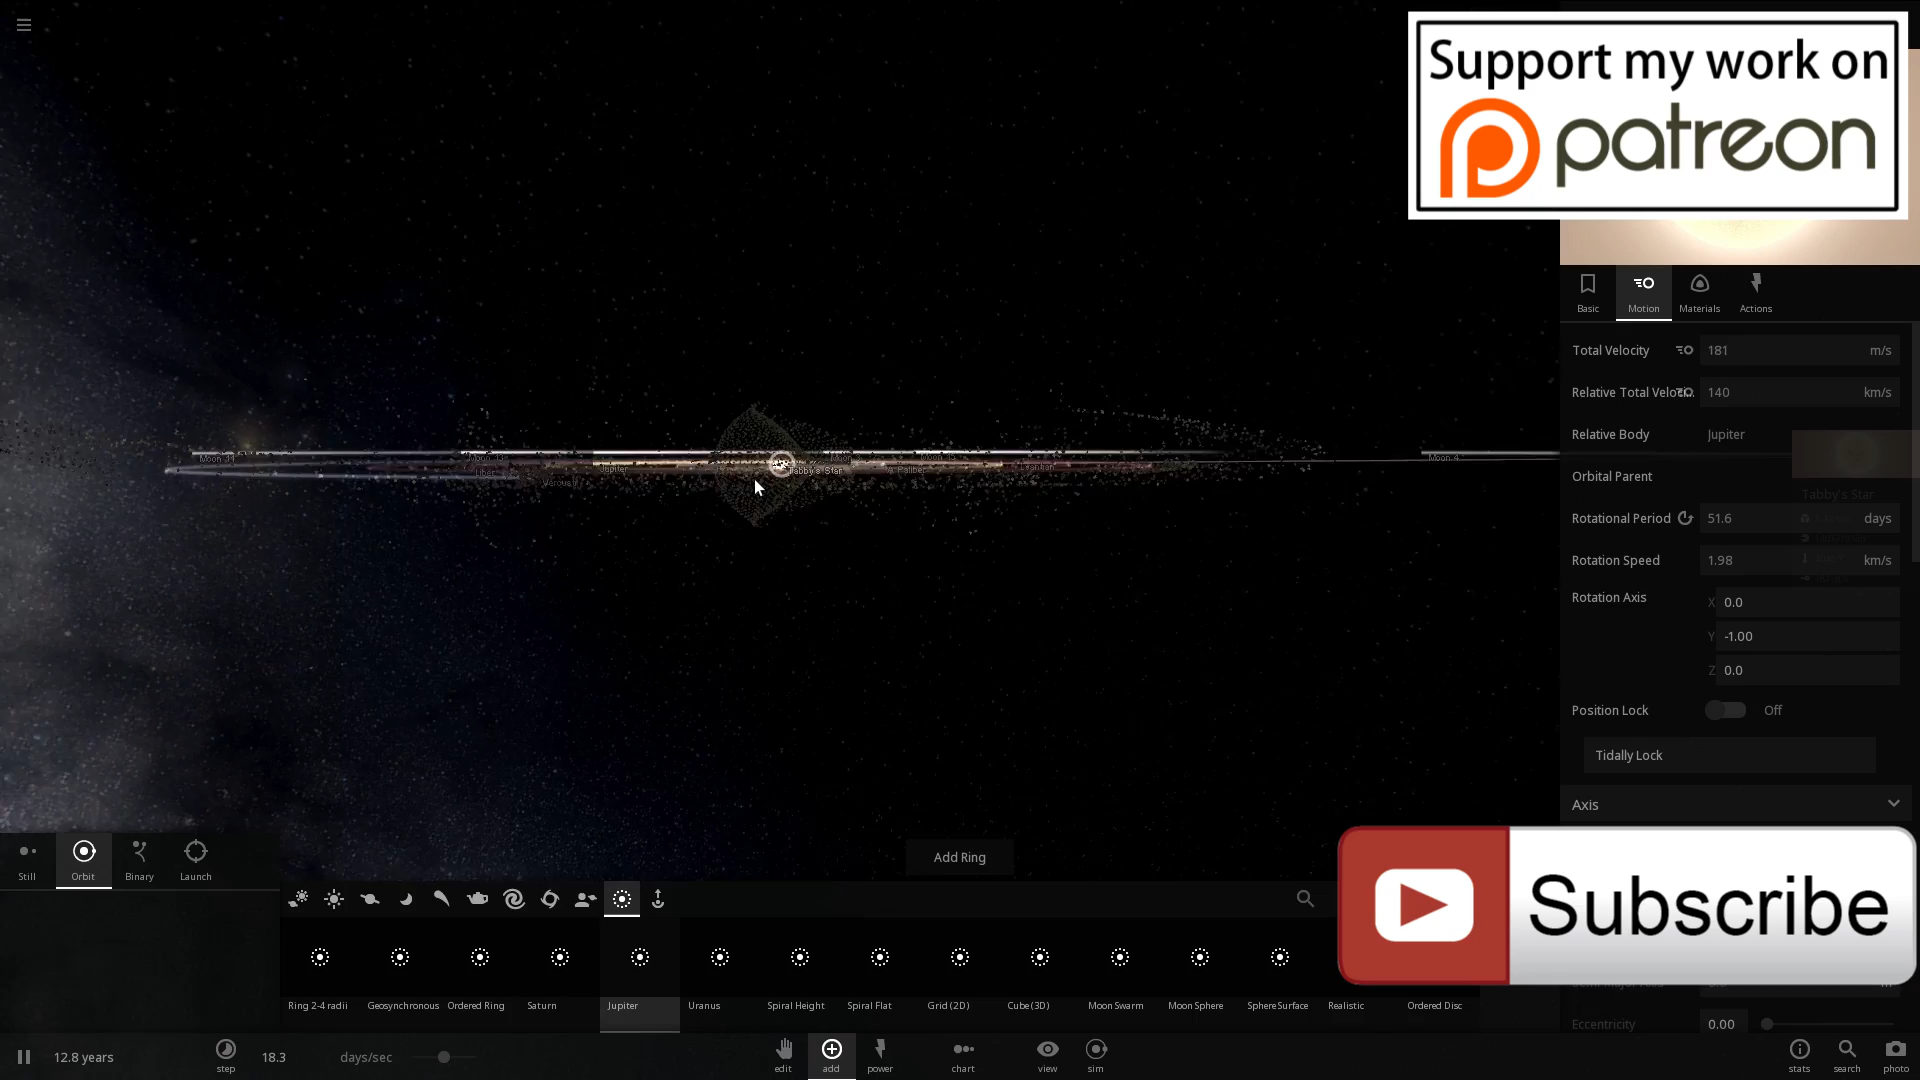 Support my work on
patreon
Basic
Motion
Materials
Actions
Total Velocity
181 m/s
140 km/s
Relative Body Jupiter
Orbital Parent
Tabby's Star
Rotational Period 51.6 days
Rotation Speed 1.98 km/s
Rotation Axis
X 0.0
Y -1.00
Z 0.0
Position Lock Off
Tidally Lock
Axis
Moon 11
Jupiter
Tabby's Star
Moon 4
Still
Orbit
Binary
Launch
Add Ring
Subscribe
Ring 2-4 radii
Geosynchronous
Ordered Ring
Saturn
Jupiter
Uranus
Spiral Height
Spiral Flat
Grid (2D)
Cube (3D)
Moon Swarm
Moon Sphere
Sphere Surface
Realistic
Ordered Disc
Eccentricity 0.00
12.8 years
step
18.3 days/sec
edit
add
power
chart
view
sim
stats
search
photo